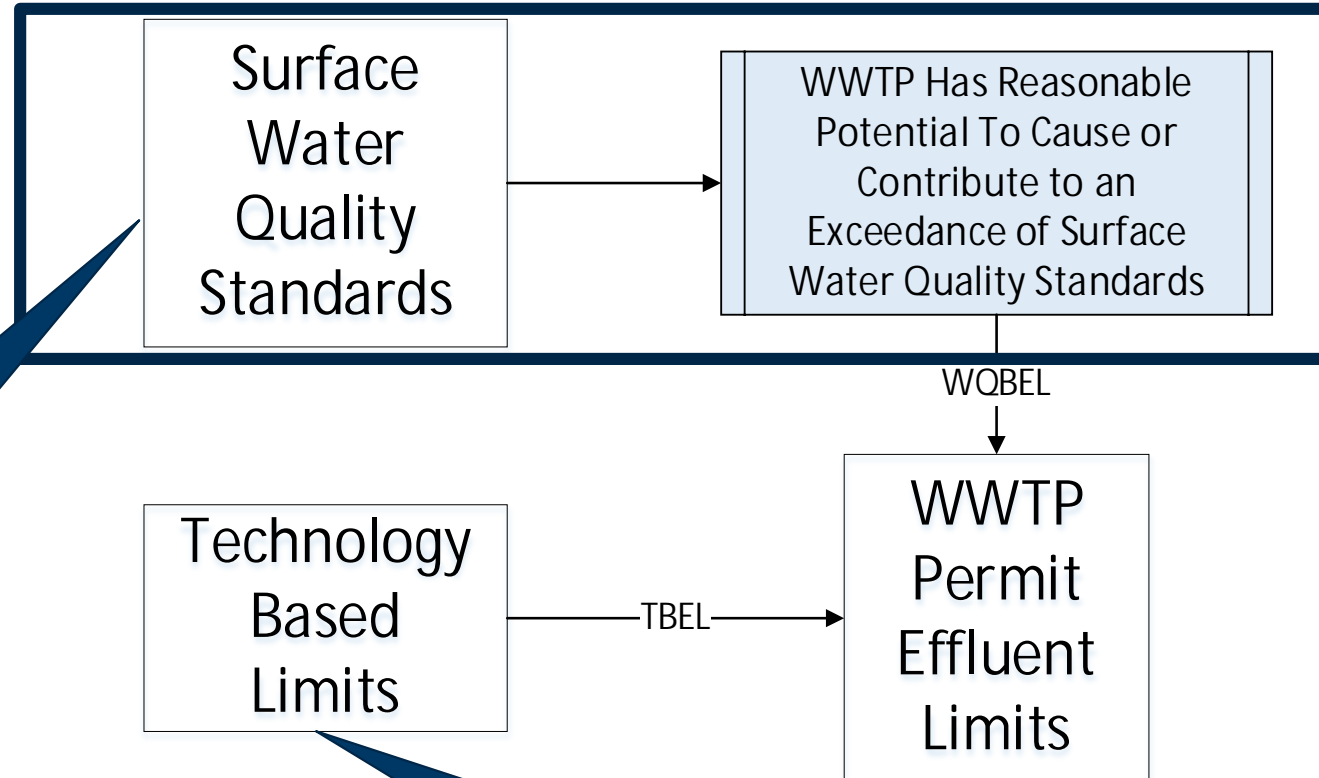 Surface
Water
Quality
Standards
WWTP Has Reasonable
Potential To Cause or
Contribute to an
Exceedance of Surface
Water Quality Standards
WQBEL
Technology
Based
Limits
TBEL
WWTP
Permit
Effluent
Limits